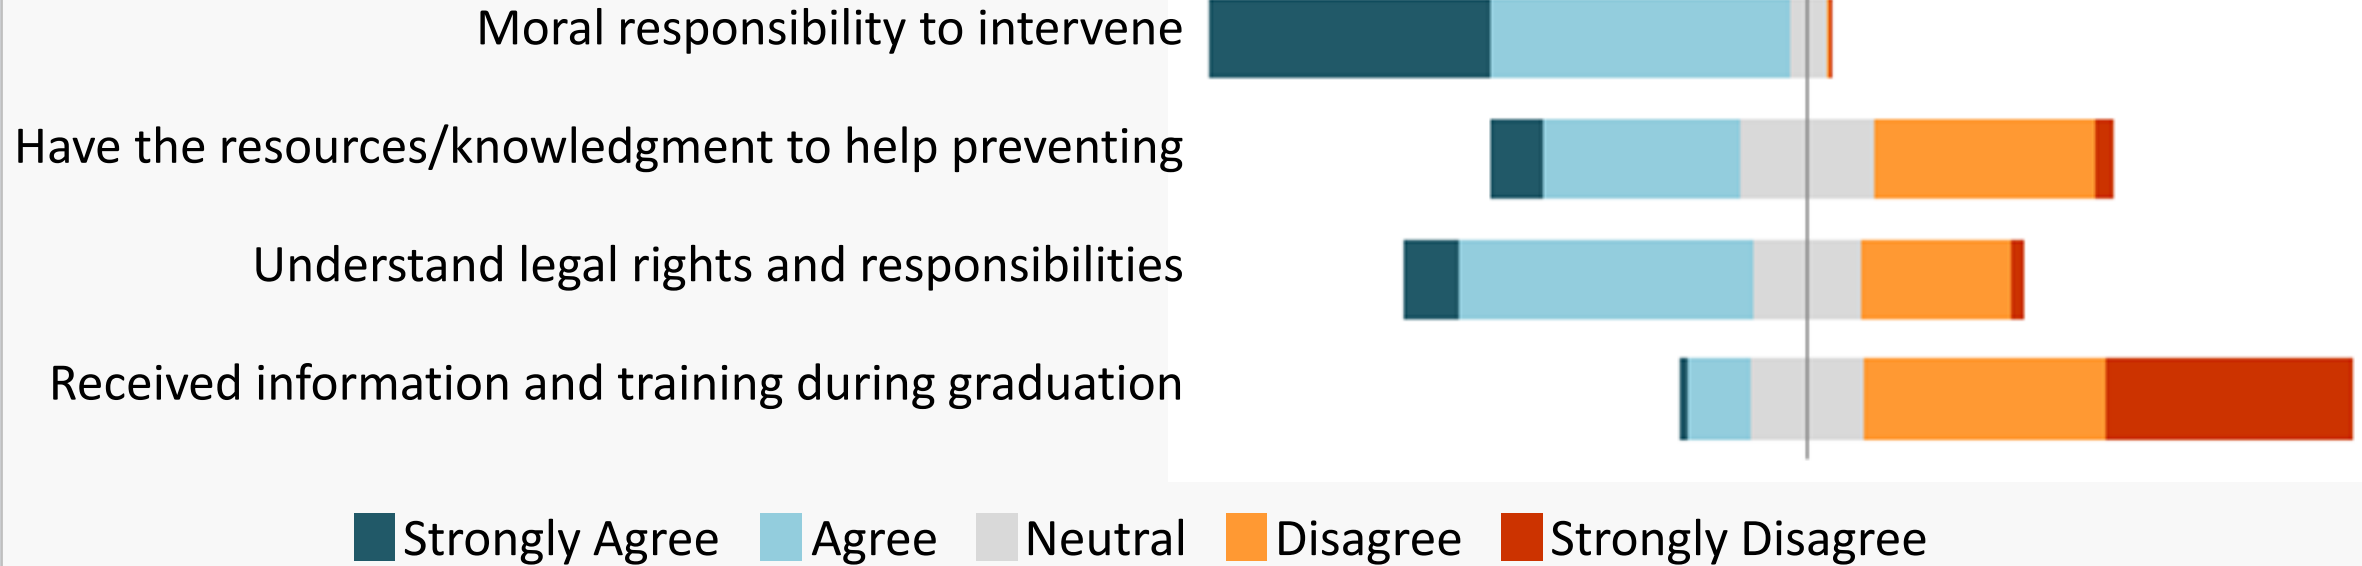 Moral responsibility to intervene
Have the resources/knowledgment to help preventing
Understand legal rights and responsibilities
Received information and training during graduation
Strongly Agree Agree Neutral Disagree Strongly Disagree